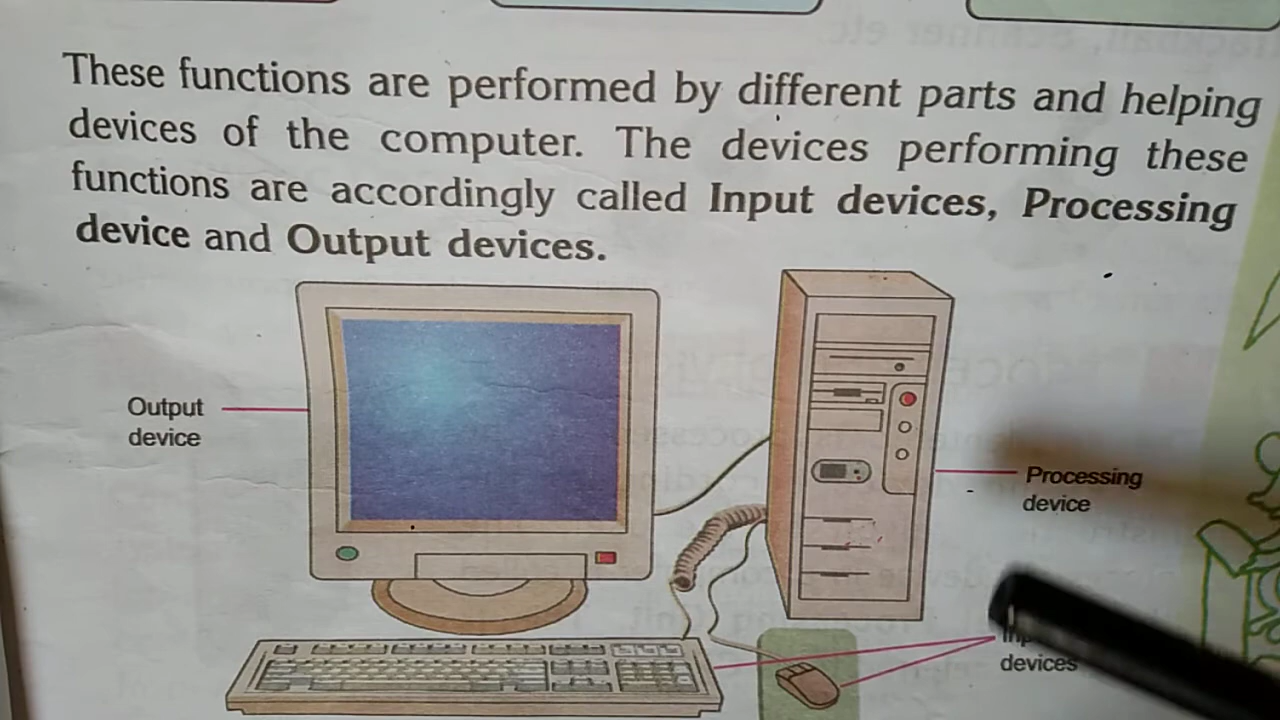 These functions are performed by different parts and helping
devices of the computer. The devices performing these
functions are accordingly called Input devices, Processing
device and Output devices.
Output
device
Processing
device
devices